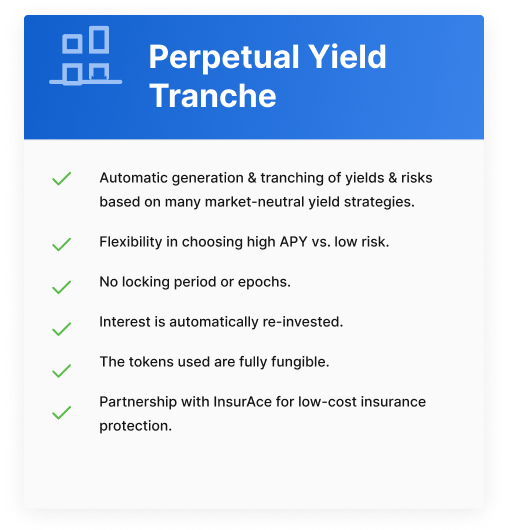 Perpetual Yield
Tranche
Automatic generation & tranching of yields & risks
based on many market-neutral yield strategies.
Flexibility in choosing high APY vs. low risk.
No locking period or epochs.
Interest is automatically re-invested.
The tokens used are fully fungible.
Partnership with InsurAce for low-cost insurance
protection.